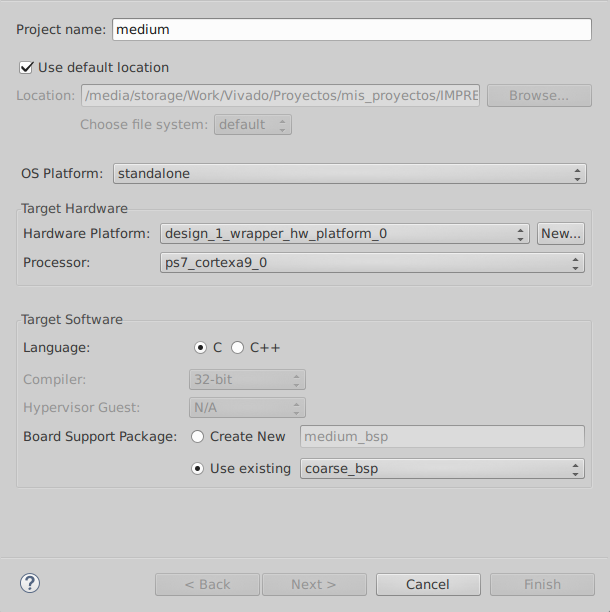 Project name: medium
Use default location
Location: /media/storage/Work/Vivado/Proyectos/mis_proyectos/IMPRE Browse...
Choose file system: default
OS Platform: standalone
Target Hardware
Hardware Platform: design_1_wrapper_hw_platform_0 New...
Processor: ps7_cortexa9_0
Target Software
Language: C C++
Compiler: 32-bit
Hypervisor Guest: N/A
Board Support Package: Create New medium_bsp
Use existing coarse_bsp
? < Back Next > Cancel Finish